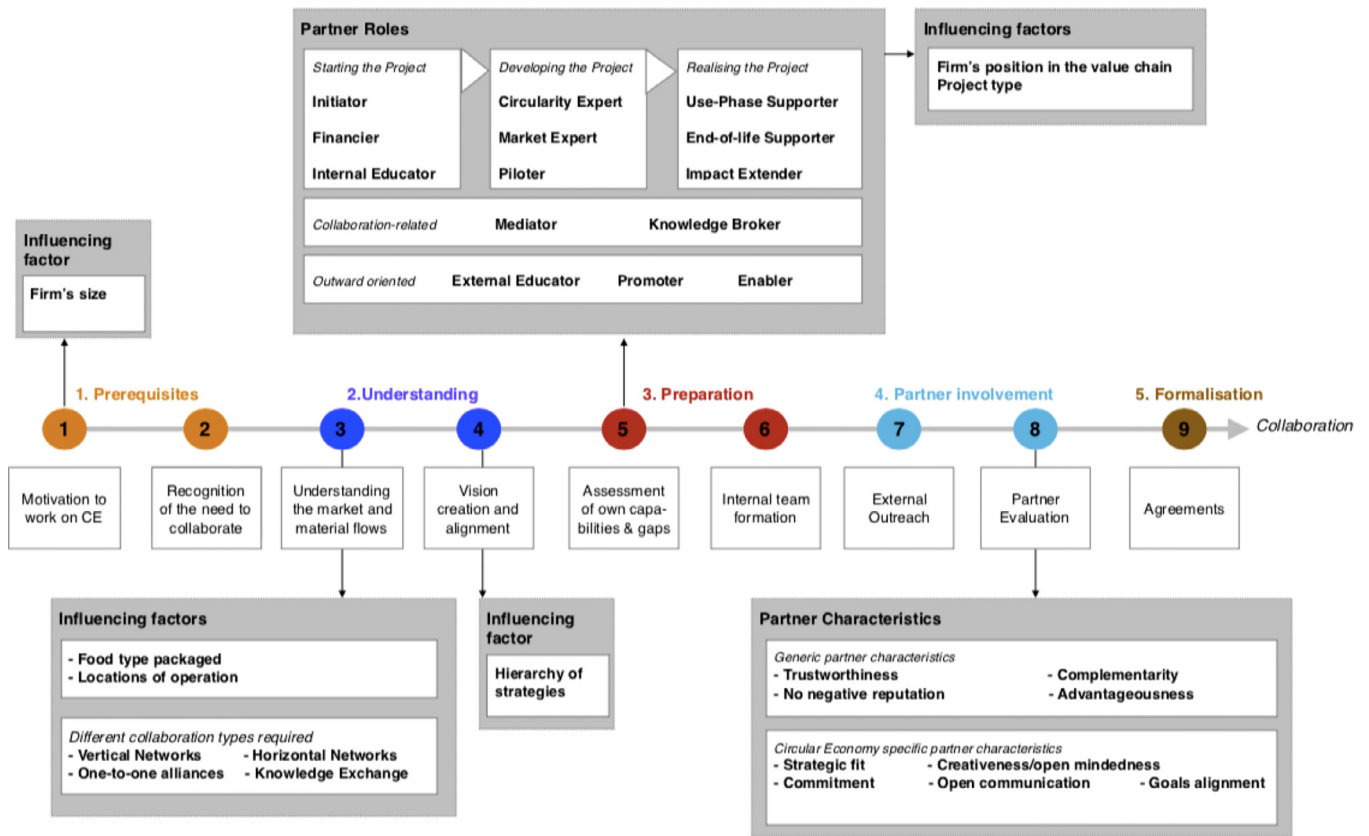 Partner Roles
Starting the Project
Initiator
Financier
Internal Educator
Developing the Project
Circularity Expert
Market Expert
Piloter
Realising the Project
Use-Phase Supporter
End-of-life Supporter
Impact Extender
Collaboration-related Mediator Knowledge Broker
Outward oriented External Educator Promoter Enabler
Influencing factors
Firm's position in the value chain
Project type
Influencing
factor
Firm's size
1. Prerequisites
2.Understanding
3. Preparation
4. Partner involvement
5. Formalisation
1
2
3
4
5
6
7
8
9
Collaboration
Motivation to
work on CE
Recognition
of the need to
collaborate
Understanding
the market and
material flows
Vision
creation and
alignment
Assessment
of own capa-
bilities & gaps
Internal team
formation
External
Outreach
Partner
Evaluation
Agreements
Influencing factors
- Food type packaged
- Locations of operation
Different collaboration types required
- Vertical Networks - Horizontal Networks
- One-to-one alliances - Knowledge Exchange
Influencing
factor
Hierarchy of
strategies
Partner Characteristics
Generic partner characteristics
- Trustworthiness - Complementarity
- No negative reputation - Advantageousness
Circular Economy specific partner characteristics
- Strategic fit - Creativeness/open mindedness
- Commitment - Open communication - Goals alignment